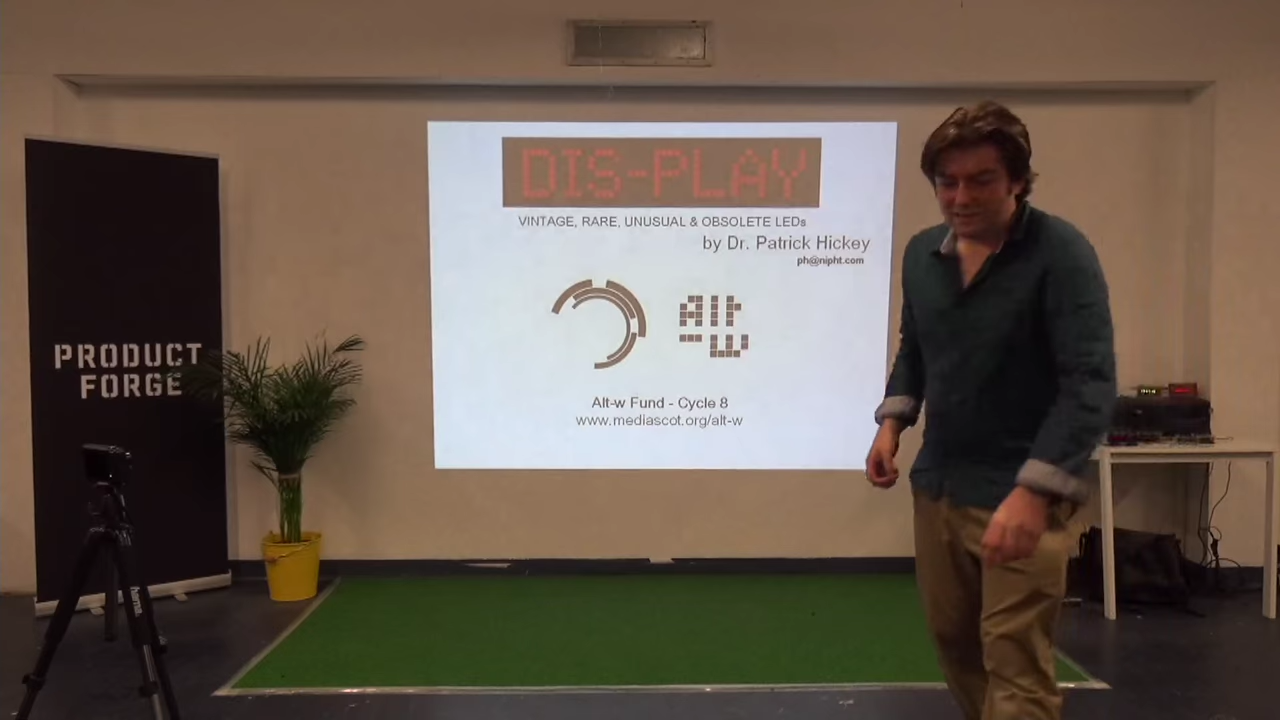 DIS-PLAY
VINTAGE, RARE, UNUSUAL & OBSOLETE LEDs
by Dr. Patrick Hickey
ph@nipht.com
Alt
-w
Alt-w Fund - Cycle 8
www.mediascot.org/alt-w
PRODUCT
FORGE
hama